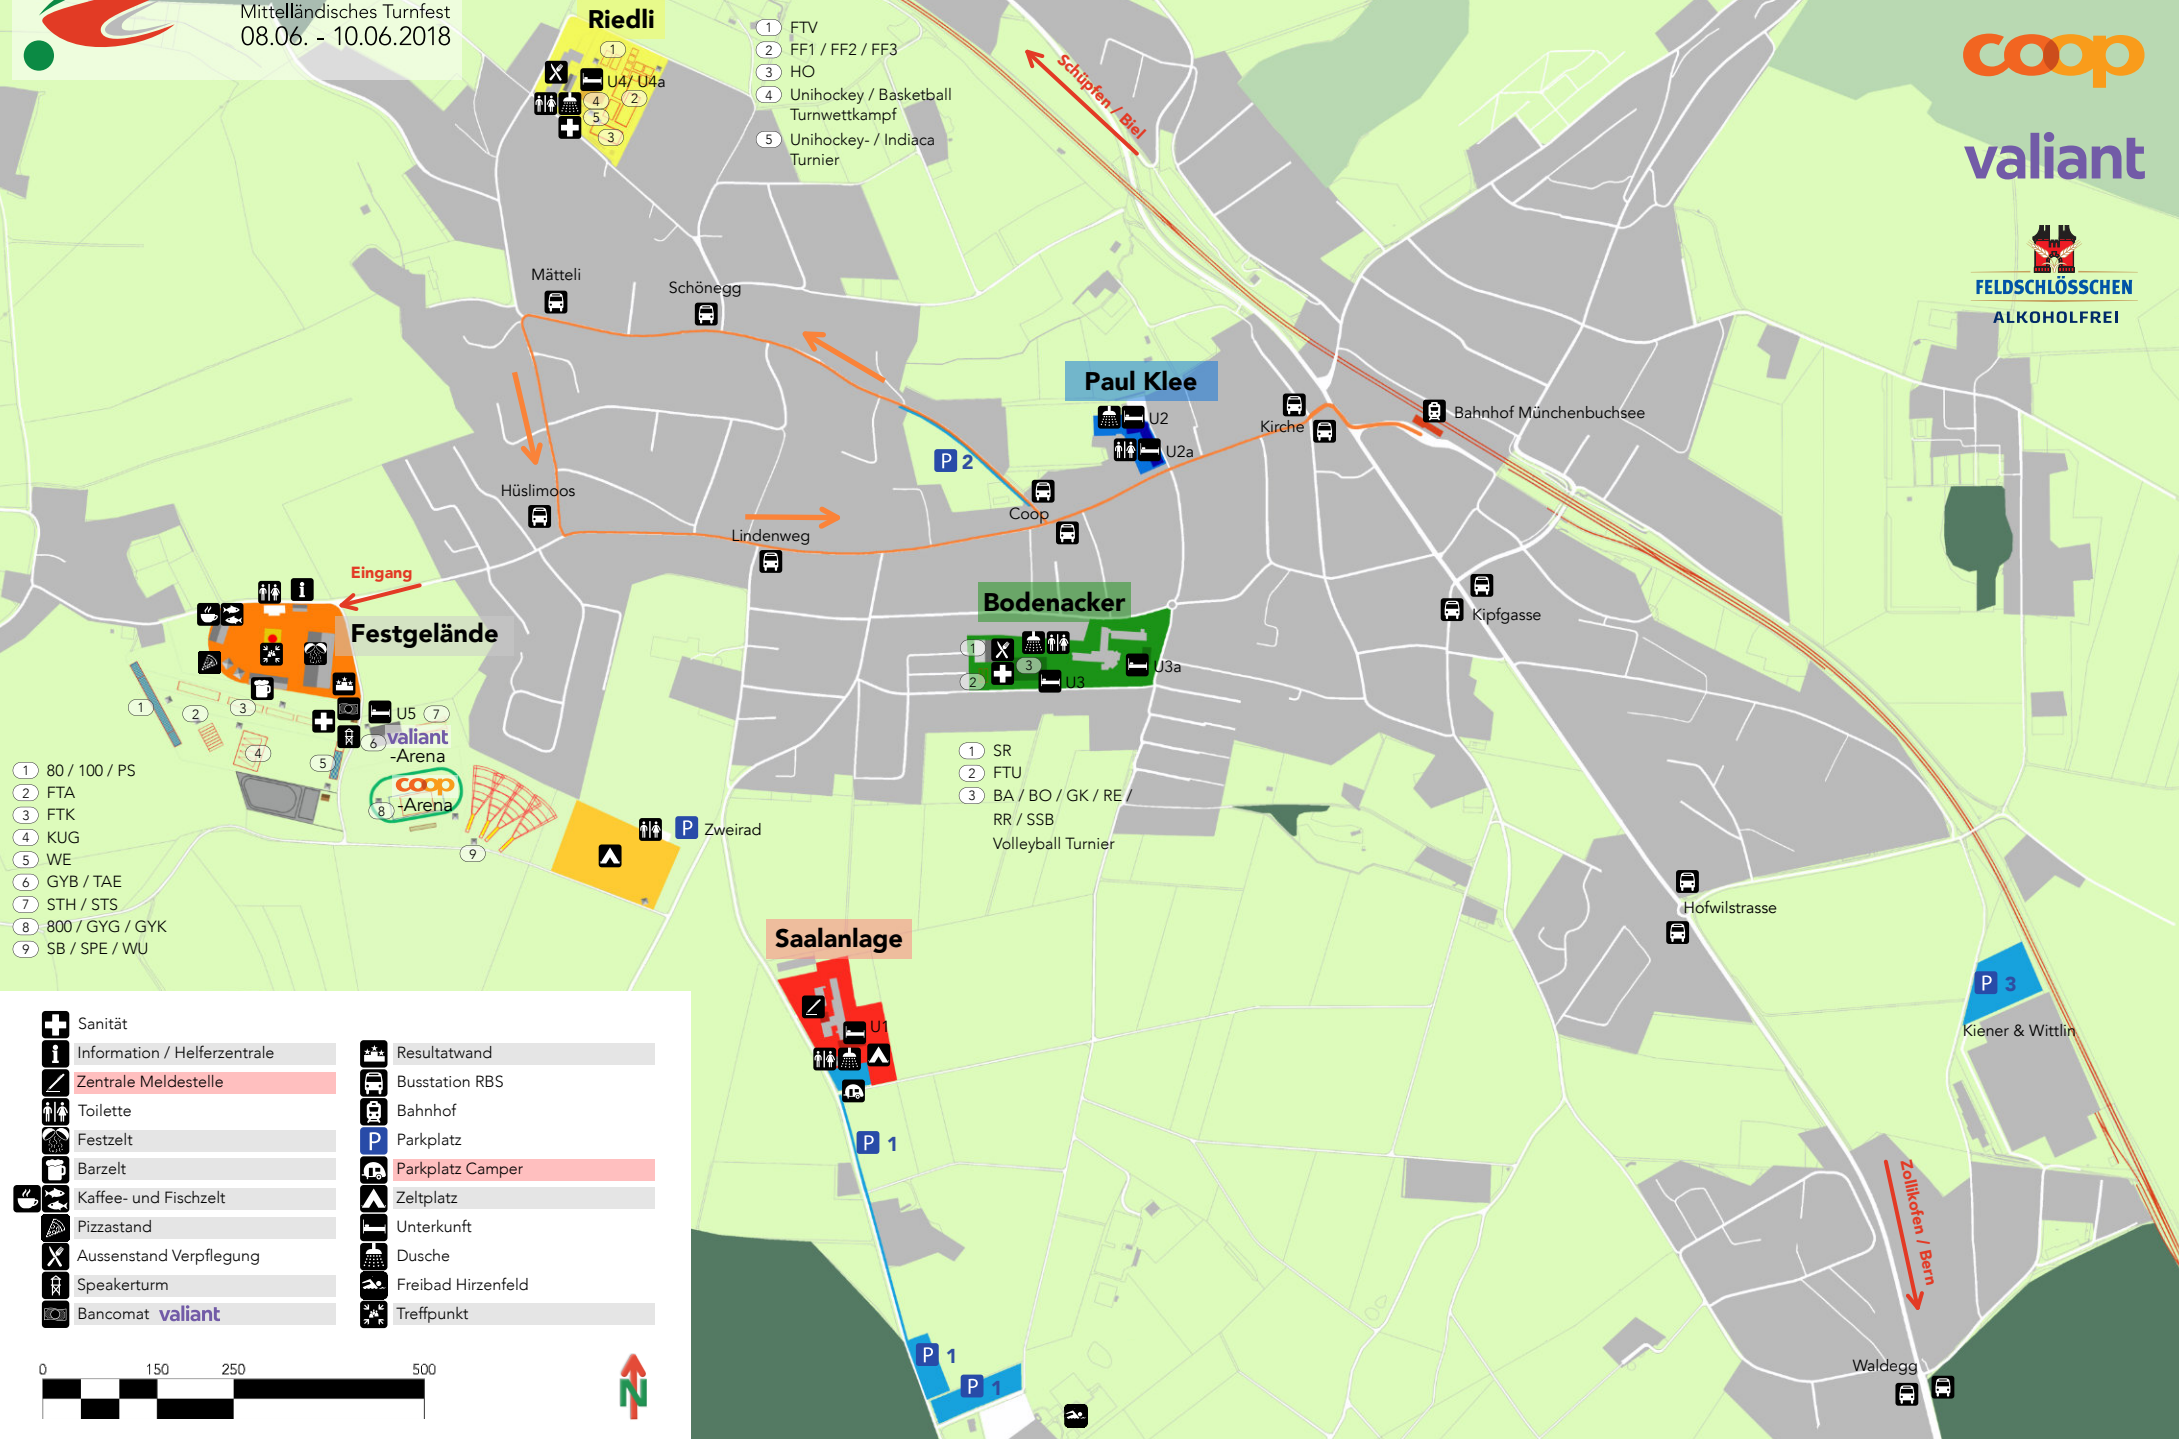 Mittelländisches Turnfest
08.06. - 10.06.2018
Riedli
1
U4/ U4a
4
2
5
3
1 FTV
2 FF1 / FF2 / FF3
3 HO
4 Unihockey / Basketball
Turnwettkampf
5 Unihockey- / Indiaca
Turnier
Schüpfen / Biel
coop
valiant
FELDSCHLÖSSCHEN
ALKOHOLFREI
Mätteli
Schönegg
Paul Klee
U2
U2a
Kirche
Bahnhof Münchenbuchsee
P 2
Hüslimoos
Coop
Lindenweg
Eingang
Festgelände
Bodenacker
1
3
2
U3
U3a
Kipfgasse
1
2
3
4
5
U5
7
6
valiant
-Arena
coop
8
-Arena
9
1 80 / 100 / PS
2 FTA
3 FTK
4 KUG
5 WE
6 GYB / TAE
7 STH / STS
8 800 / GYG / GYK
9 SB / SPE / WU
1 SR
2 FTU
3 BA / BO / GK / RE /
RR / SSB
Volleyball Turnier
P Zweirad
Hofwilstrasse
Saalanlage
U1
P 1
P 1
P 1
P 3
Kiener & Wittlin
Zollikofen / Bern
Waldegg
Sanität
i Information / Helferzentrale
Zentrale Meldestelle
Toilette
Festzelt
Barzelt
Kaffee- und Fischzelt
Pizzastand
Aussenstand Verpflegung
Speakerturm
Bancomat valiant
Resultatwand
Busstation RBS
Bahnhof
P Parkplatz
Parkplatz Camper
Zeltplatz
Unterkunft
Dusche
Freibad Hirzenfeld
Treffpunkt
0 150 250 500
N